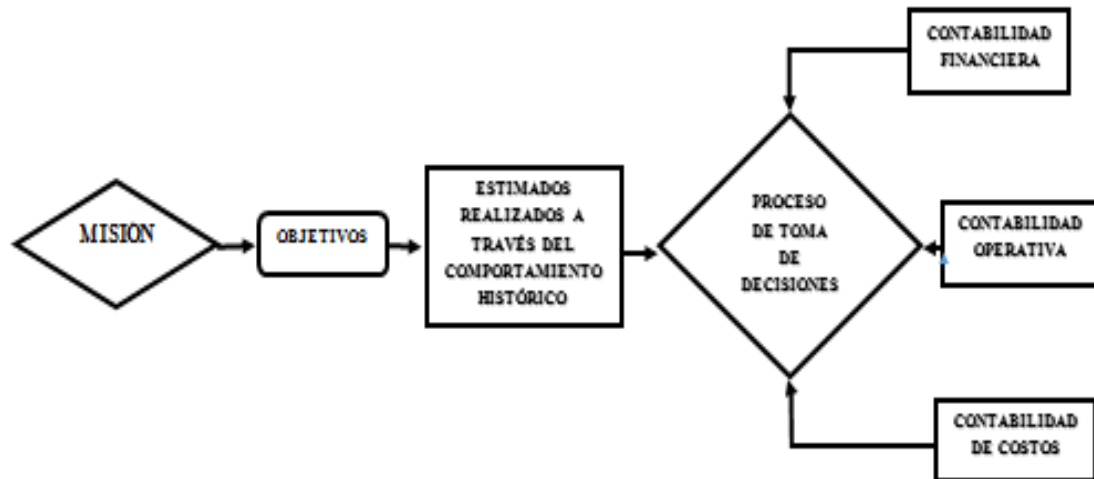 MISIÓN
OBJETIVOS
ESTIMADOS
REALIZADOS A
TRAVÉS DEL
COMPORTAMIENTO
HISTÓRICO
PROCESO
DE TOMA
DE
DECISIONES
CONTABILIDAD
FINANCIERA
CONTABILIDAD
OPERATIVA
CONTABILIDAD
DE COSTOS